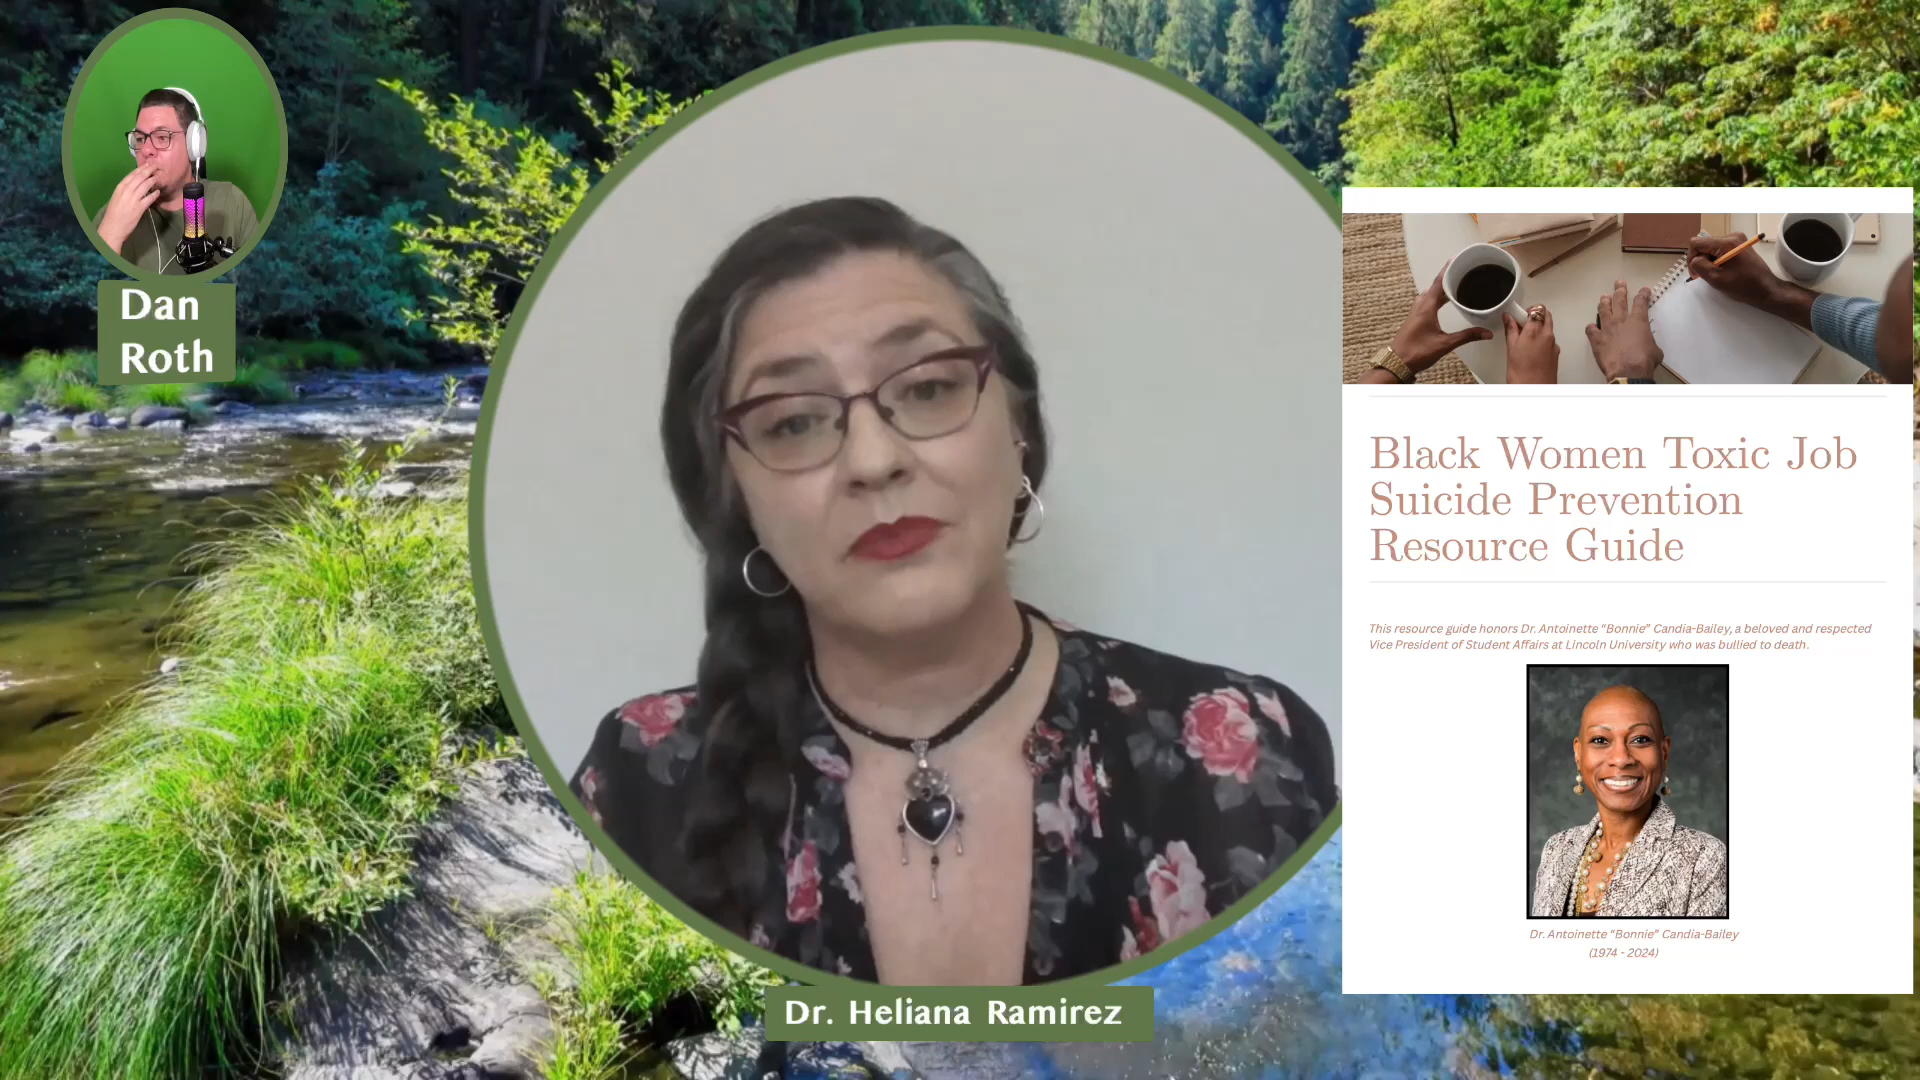 Dan
Roth
Dr. Heliana Ramirez
Black Women Toxic Job
Suicide Prevention
Resource Guide
This resource guide honors Dr. Antoinette “Bonnie” Candia-Bailey, a beloved and respected
Vice President of Student Affairs at Lincoln University who was bullied to death.
Dr. Antoinette “Bonnie” Candia-Bailey
(1974 - 2024)